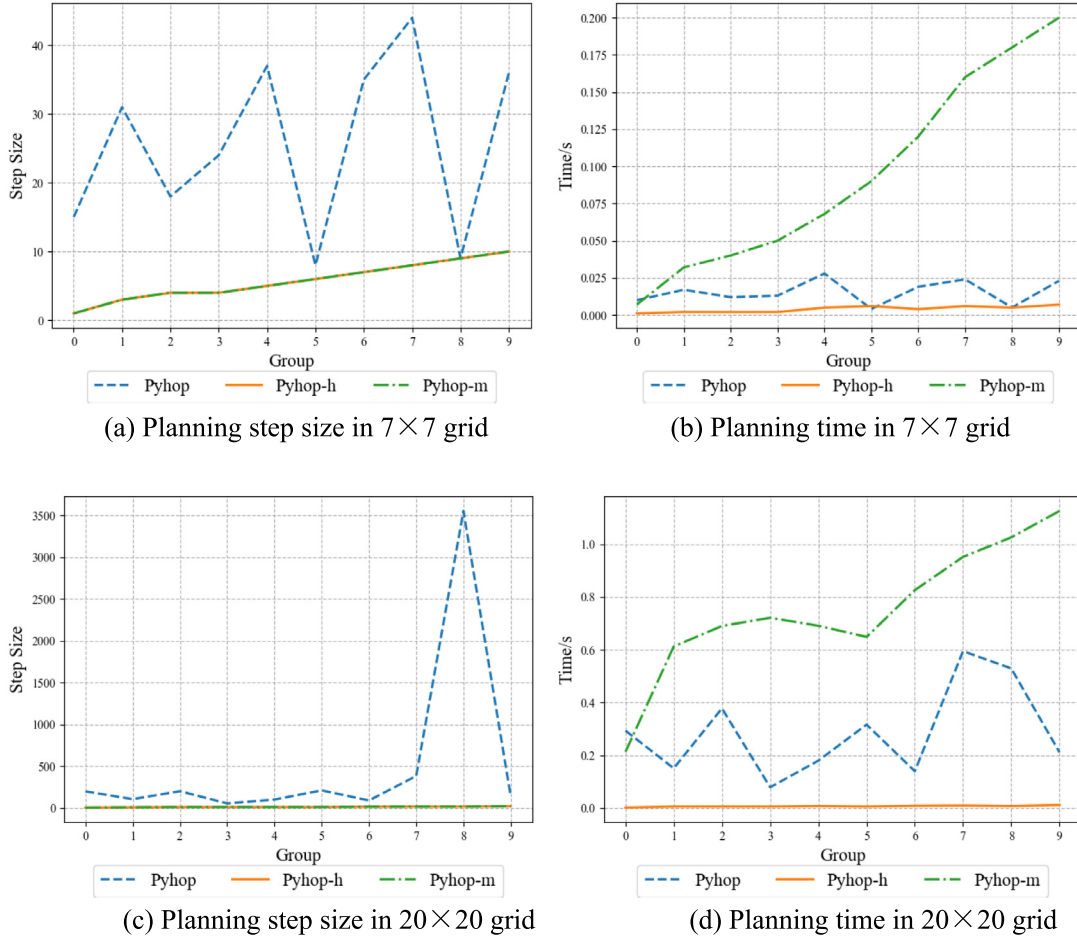 40
30
20
10
0
Step Size
0 1 2 3 4 5 6 7 8 9
Group
Pyhop Pyhop-h Pyhop-m
(a) Planning step size in 7×7 grid
0.200
0.175
0.150
0.125
0.100
0.075
0.050
0.025
0.000
Time/s
0 1 2 3 4 5 6 7 8 9
Group
Pyhop Pyhop-h Pyhop-m
(b) Planning time in 7×7 grid
3500
3000
2500
2000
1500
1000
500
0
Step Size
0 1 2 3 4 5 6 7 8 9
Group
Pyhop Pyhop-h Pyhop-m
(c) Planning step size in 20×20 grid
1.0
0.8
0.6
0.4
0.2
0.0
Time/s
0 1 2 3 4 5 6 7 8 9
Group
Pyhop Pyhop-h Pyhop-m
(d) Planning time in 20×20 grid